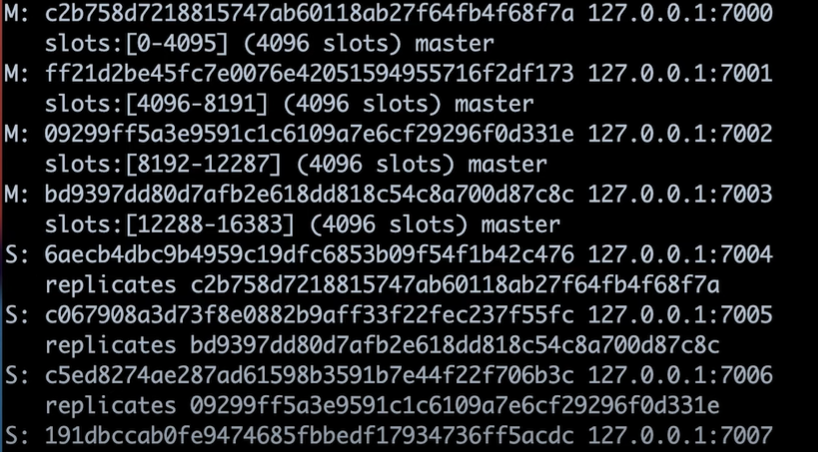 M: c2b758d7218815747ab60118ab27f64fb4f68f7a 127.0.0.1:7000
slots:[0-4095] (4096 slots) master
M: ff21d2be45fc7e0076e42051594955716f2df173 127.0.0.1:7001
slots:[4096-8191] (4096 slots) master
M: 09299ff5a3e9591c1c6109a7e6cf29296f0d331e 127.0.0.1:7002
slots:[8192-12287] (4096 slots) master
M: bd9397dd80d7afb2e618dd818c54c8a700d87c8c 127.0.0.1:7003
slots:[12288-16383] (4096 slots) master
S: 6aecb4dbc9b4959c19dfc6853b09f54f1b42c476 127.0.0.1:7004
replicates c2b758d7218815747ab60118ab27f64fb4f68f7a
S: c067908a3d73f8e0882b9aff33f22fec237f55fc 127.0.0.1:7005
replicates bd9397dd80d7afb2e618dd818c54c8a700d87c8c
S: c5ed8274ae287ad61598b3591b7e44f22f706b3c 127.0.0.1:7006
replicates 09299ff5a3e9591c1c6109a7e6cf29296f0d331e
S: 191dbccab0fe9474685fbbedf17934736ff5acdc 127.0.0.1:7007